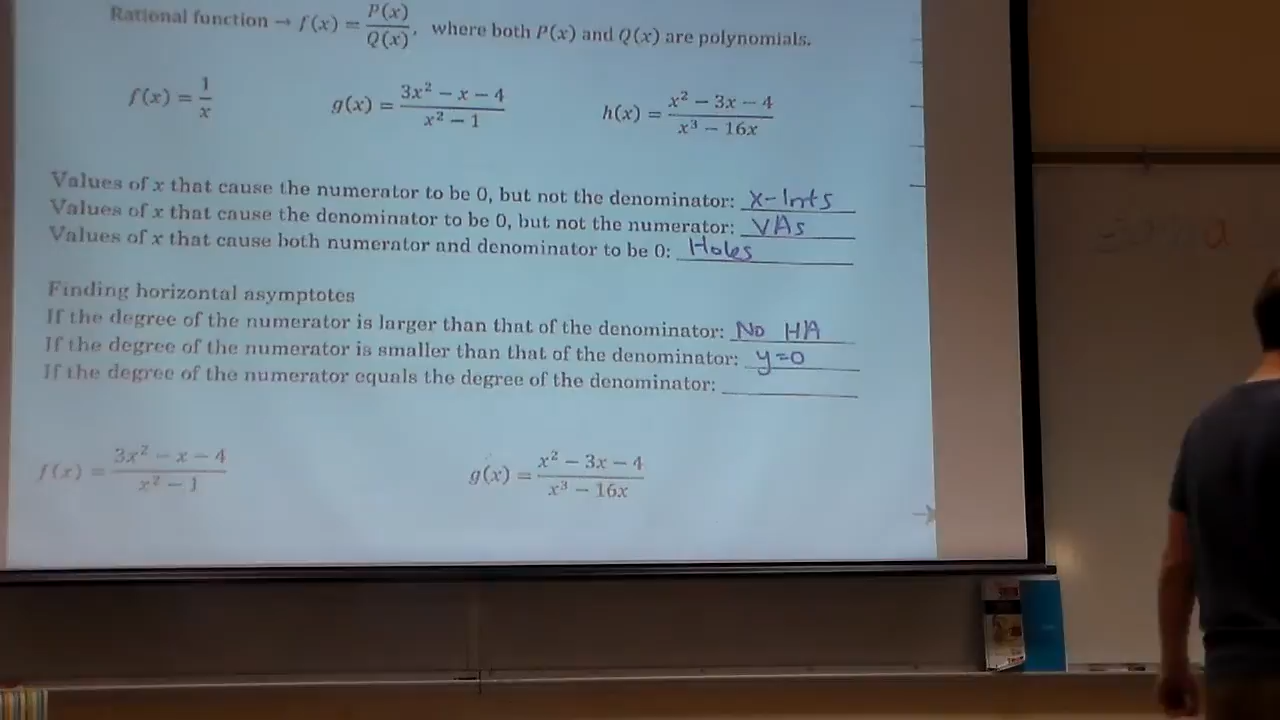 Rational function → f(x) = P(x)/Q(x), where both P(x) and Q(x) are polynomials.
f(x) = 1/x g(x) = (3x² − x − 4)/(x² − 1) h(x) = (x² − 3x − 4)/(x³ − 16x)
Values of x that cause the numerator to be 0, but not the denominator: x-Ints
Values of x that cause the denominator to be 0, but not the numerator: VAs
Values of x that cause both numerator and denominator to be 0: Holes
Finding horizontal asymptotes
If the degree of the numerator is larger than that of the denominator: No HA
If the degree of the numerator is smaller than that of the denominator: y=0
If the degree of the numerator equals the degree of the denominator:
f(x) = (3x² − x − 4)/(x² − 1) g(x) = (x² − 3x − 4)/(x³ − 16x)